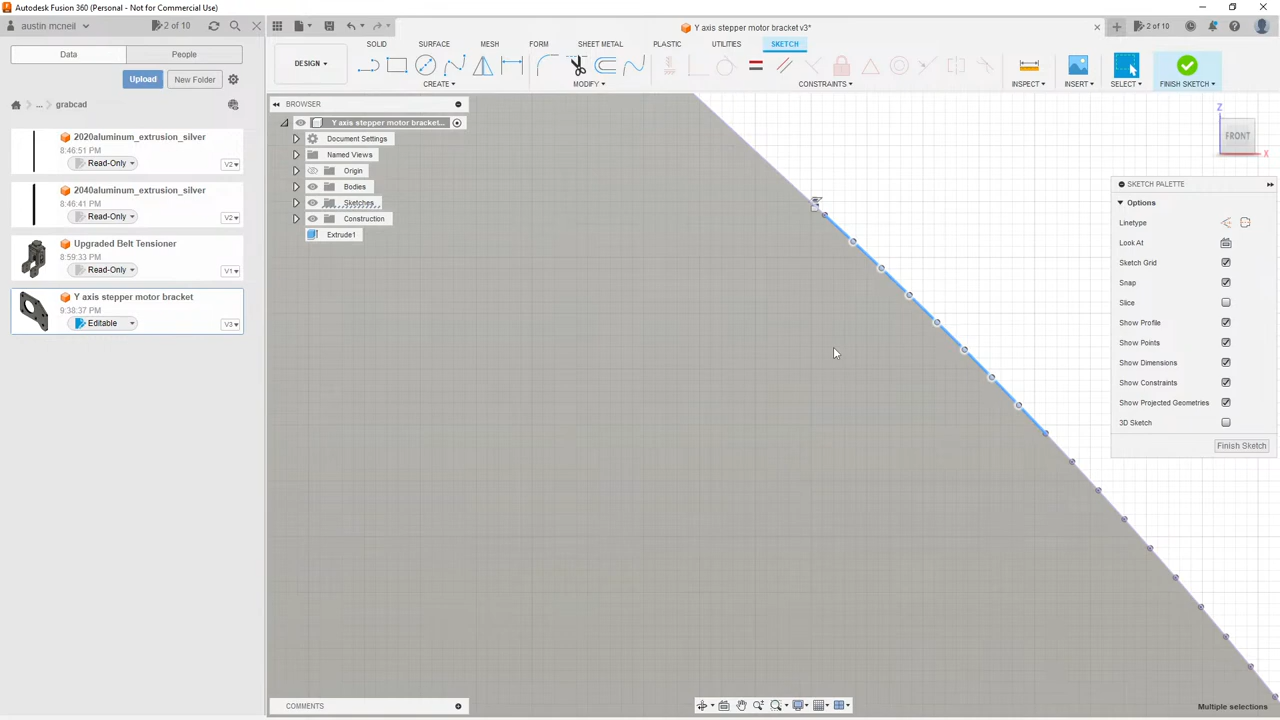 Autodesk Fusion 360 (Personal - Not for Commercial Use)
austin mcneil
2 of 10
Y axis stepper motor bracket v3*
2 of 10
Data
People
Upload
New Folder
... grabcad
2020aluminum_extrusion_silver
8:46:51 PM
Read-Only
V2
2040aluminum_extrusion_silver
8:46:41 PM
Read-Only
V2
Upgraded Belt Tensioner
8:59:33 PM
Read-Only
V1
Y axis stepper motor bracket
9:38:37 PM
Editable
V3
DESIGN
SOLID
SURFACE
MESH
FORM
SHEET METAL
PLASTIC
UTILITIES
SKETCH
CREATE
MODIFY
CONSTRAINTS
INSPECT
INSERT
SELECT
FINISH SKETCH
BROWSER
Y axis stepper motor bracket...
Document Settings
Named Views
Origin
Bodies
Sketches
Construction
Extrude1
Z
FRONT
X
SKETCH PALETTE
Options
Linetype
Look At
Sketch Grid
Snap
Slice
Show Profile
Show Points
Show Dimensions
Show Constraints
Show Projected Geometries
3D Sketch
Finish Sketch
COMMENTS
Multiple selections